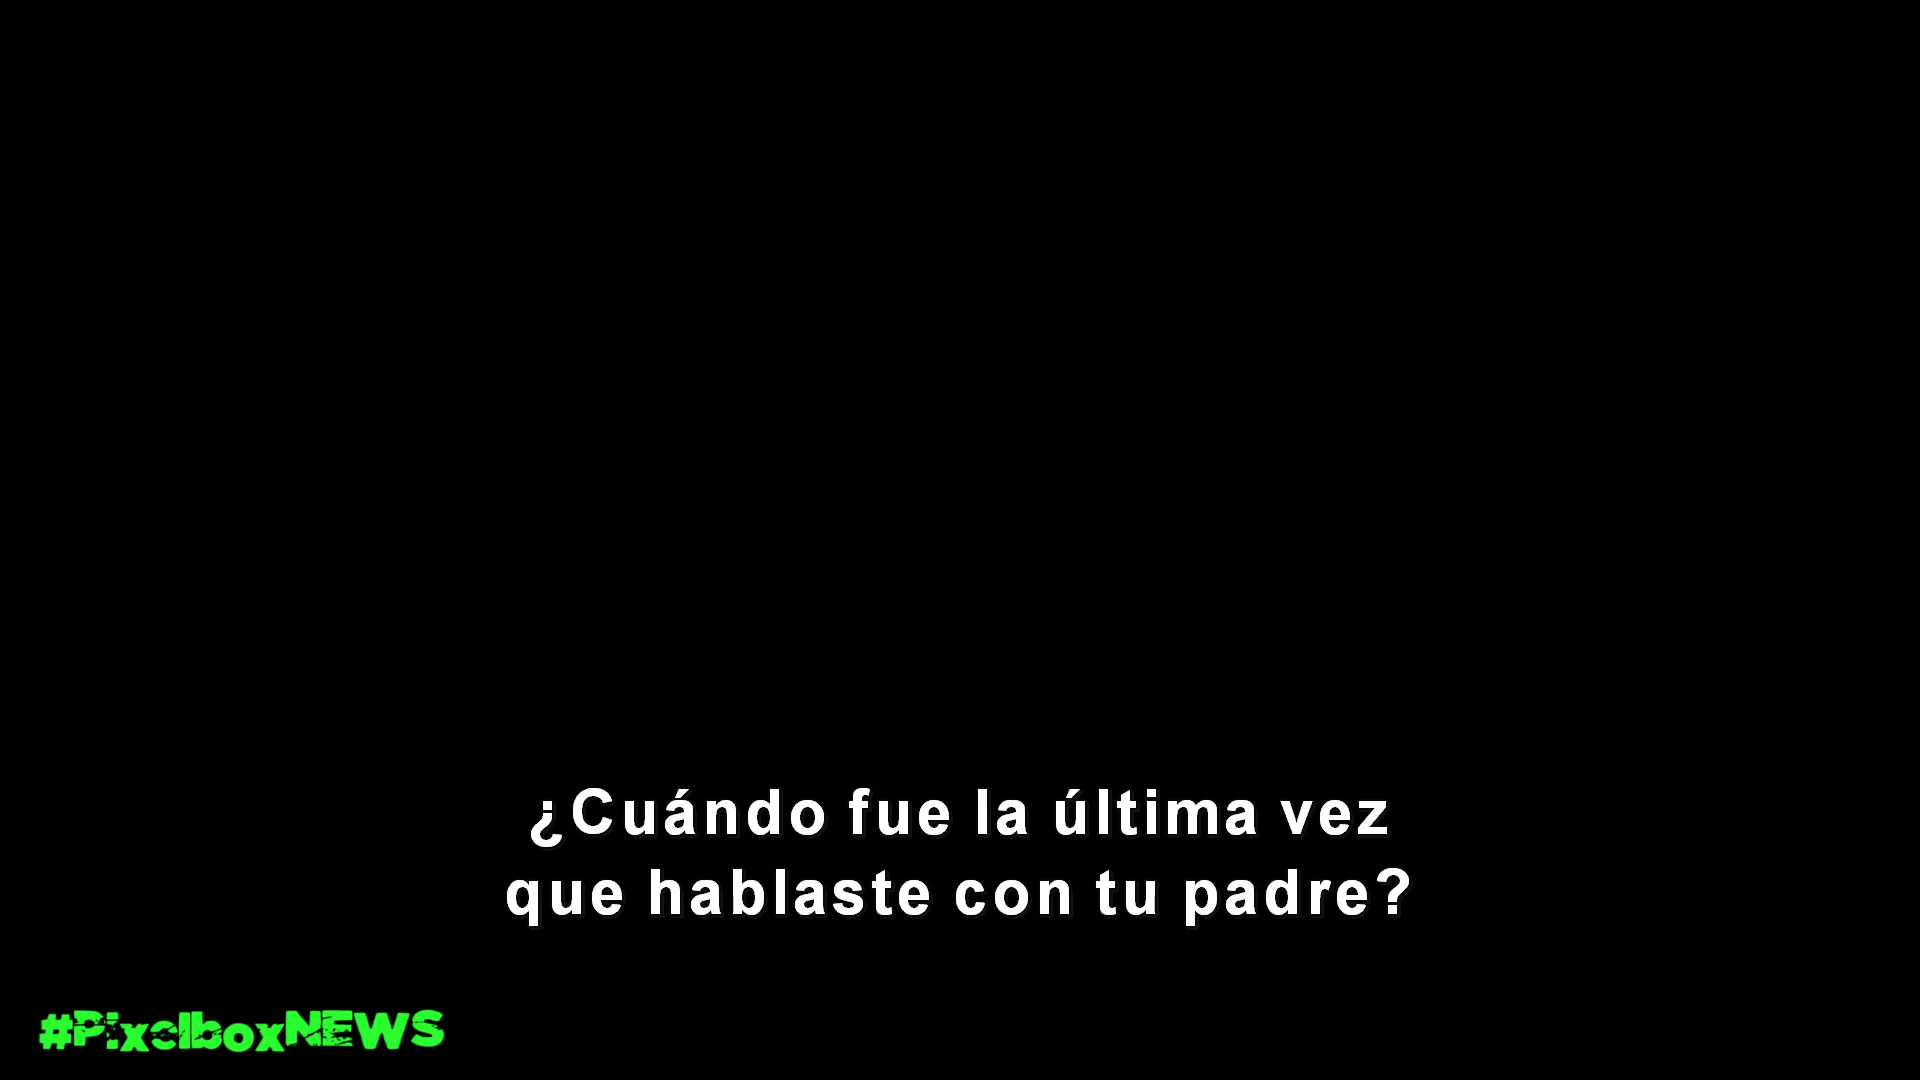 ¿Cuándo fue la última vez
que hablaste con tu padre?
#PixelboxNEWS